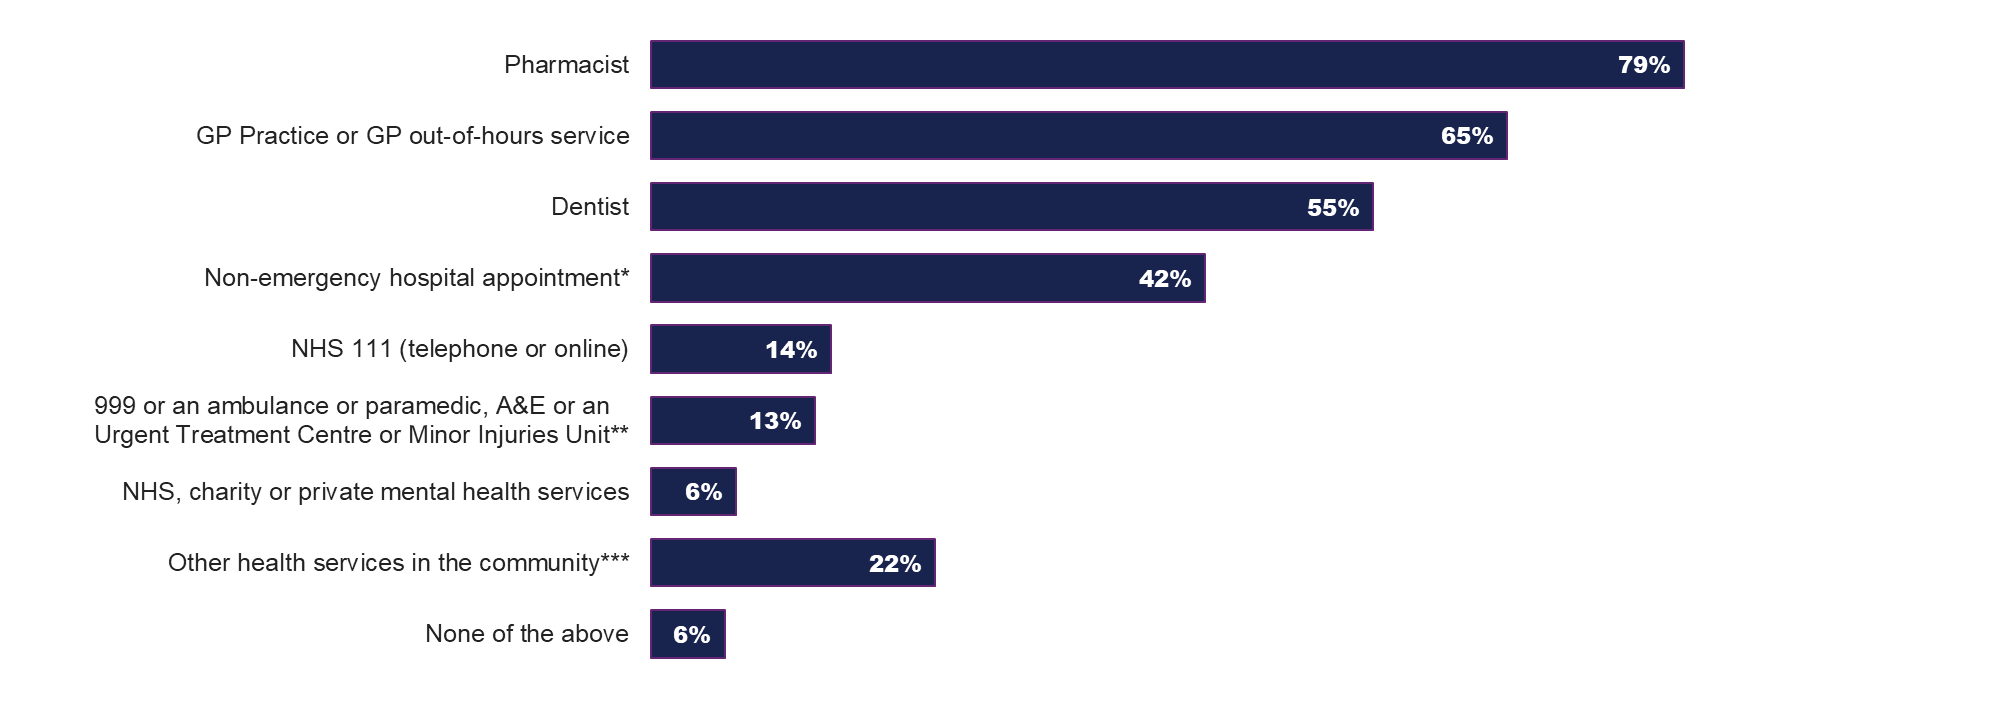 Pharmacist 79%
GP Practice or GP out-of-hours service 65%
Dentist 55%
Non-emergency hospital appointment* 42%
NHS 111 (telephone or online) 14%
999 or an ambulance or paramedic, A&E or an
Urgent Treatment Centre or Minor Injuries Unit** 13%
NHS, charity or private mental health services 6%
Other health services in the community*** 22%
None of the above 6%